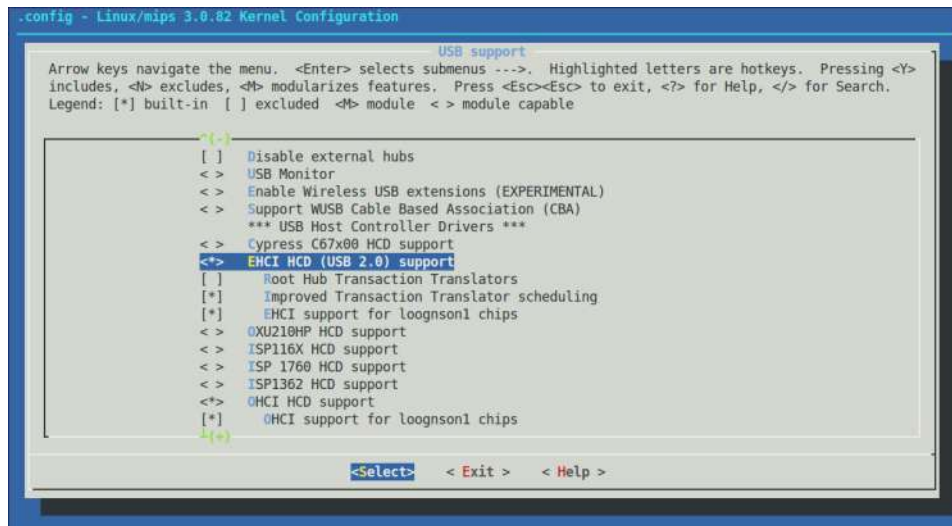 .config - Linux/mips 3.0.82 Kernel Configuration
USB support
Arrow keys navigate the menu. <Enter> selects submenus --->. Highlighted letters are hotkeys. Pressing <Y>
includes, <N> excludes, <M> modularizes features. Press <Esc><Esc> to exit, <?> for Help, </> for Search.
Legend: [*] built-in [ ] excluded <M> module < > module capable
^(-)
[ ] Disable external hubs
< > USB Monitor
< > Enable Wireless USB extensions (EXPERIMENTAL)
< > Support WUSB Cable Based Association (CBA)
*** USB Host Controller Drivers ***
< > Cypress C67x00 HCD support
<*> EHCI HCD (USB 2.0) support
[ ] Root Hub Transaction Translators
[*] Improved Transaction Translator scheduling
[*] EHCI support for loognson1 chips
< > OXU210HP HCD support
< > ISP116X HCD support
< > ISP 1760 HCD support
< > ISP1362 HCD support
<*> OHCI HCD support
[*] OHCI support for loognson1 chips
┴(+)
<Select> < Exit > < Help >